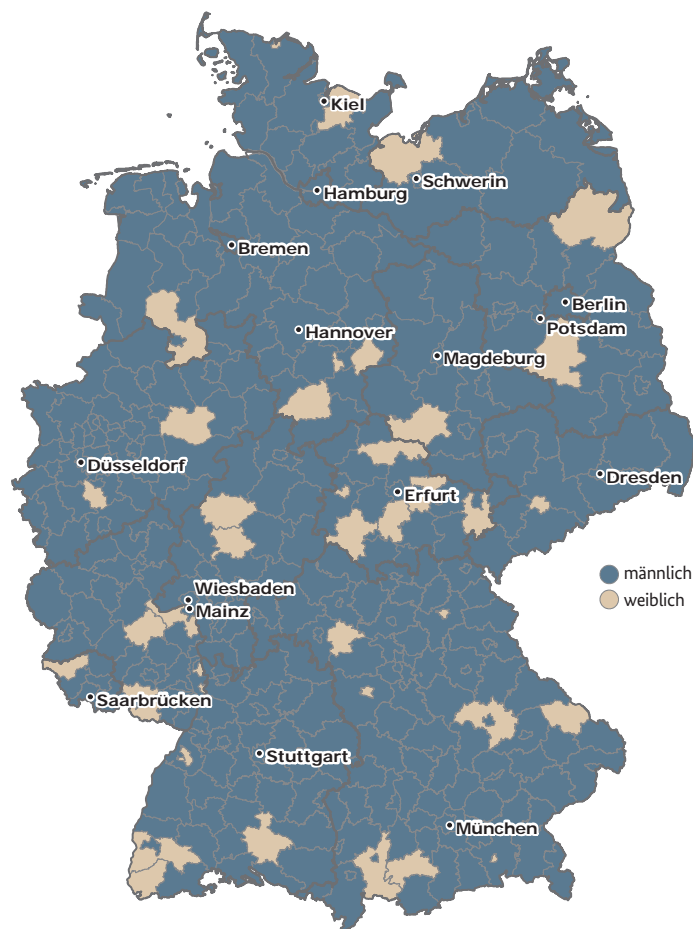 Kiel
Schwerin
Hamburg
Bremen
Berlin
Potsdam
Hannover
Magdeburg
Düsseldorf
Dresden
Erfurt
männlich
weiblich
Wiesbaden
Mainz
Saarbrücken
Stuttgart
München